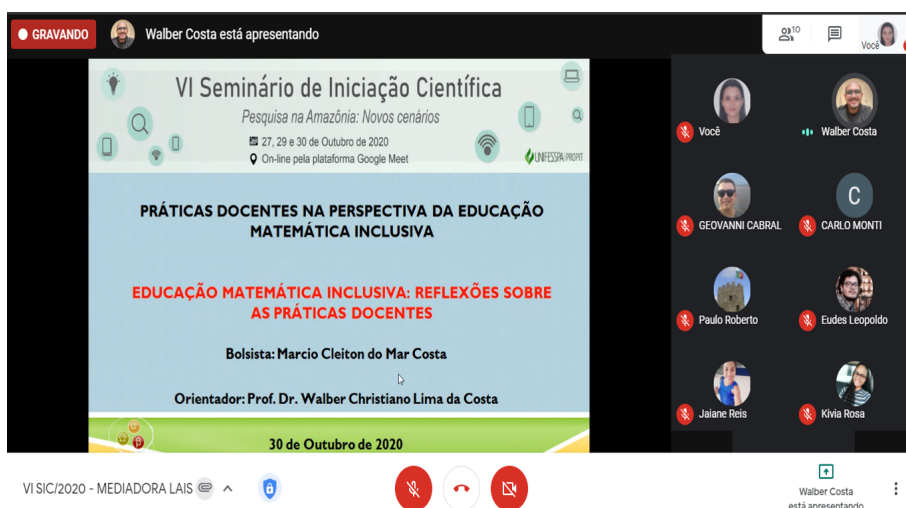 GRAVANDO
Walber Costa está apresentando
10
Você
VI Seminário de Iniciação Científica
Pesquisa na Amazônia: Novos cenários
27, 29 e 30 de Outubro de 2020
On-line pela plataforma Google Meet
UNIFESSPA/PROPIT
PRÁTICAS DOCENTES NA PERSPECTIVA DA EDUCAÇÃO
MATEMÁTICA INCLUSIVA
EDUCAÇÃO MATEMÁTICA INCLUSIVA: REFLEXÕES SOBRE
AS PRÁTICAS DOCENTES
Bolsista: Marcio Cleiton do Mar Costa
Orientador: Prof. Dr. Walber Christiano Lima da Costa
30 de Outubro de 2020
Você
Walber Costa
GEOVANNI CABRAL
C
CARLO MONTI
Paulo Roberto
Eudes Leopoldo
Jaiane Reis
Kivia Rosa
VI SIC/2020 - MEDIADORA LAIS
Walber Costa
está apresentando